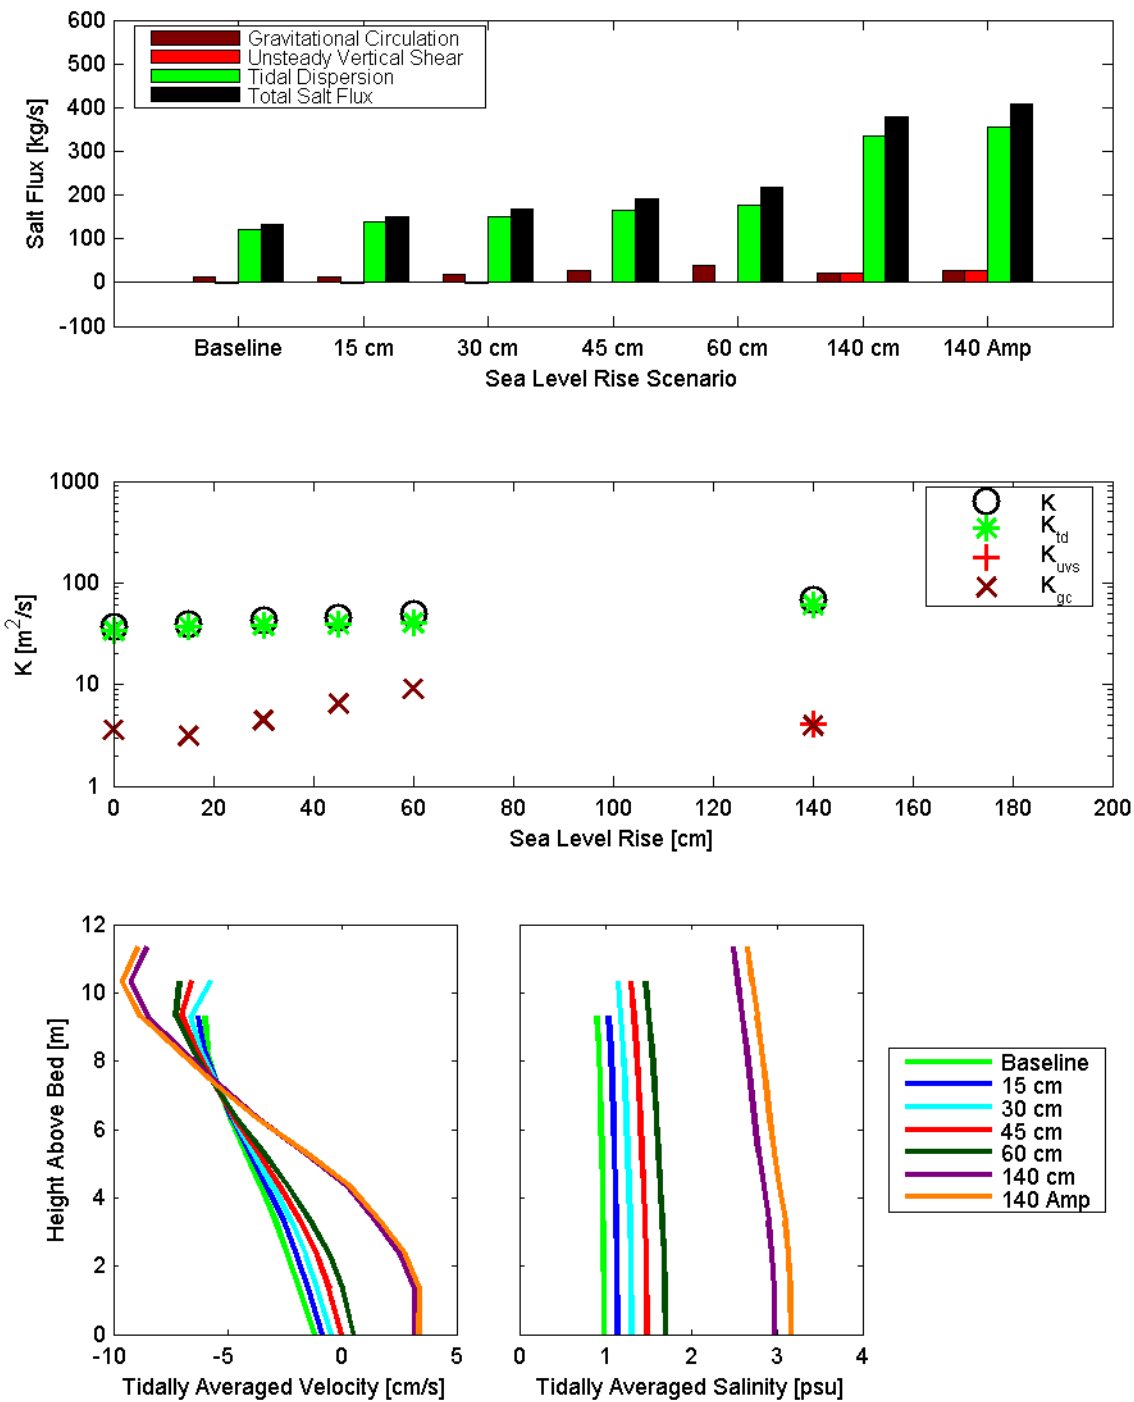 600
500
400
300
200
100
0
-100
Salt Flux [kg/s]
Gravitational Circulation
Unsteady Vertical Shear
Tidal Dispersion
Total Salt Flux
Baseline 15 cm 30 cm 45 cm 60 cm 140 cm 140 Amp
Sea Level Rise Scenario
1000
100
10
1
K [m²/s]
K
K_td
K_uvs
K_gc
0 20 40 60 80 100 120 140 160 180 200
Sea Level Rise [cm]
12
10
8
6
4
2
0
Height Above Bed [m]
-10 -5 0 5
Tidally Averaged Velocity [cm/s]
0 1 2 3 4
Tidally Averaged Salinity [psu]
Baseline
15 cm
30 cm
45 cm
60 cm
140 cm
140 Amp